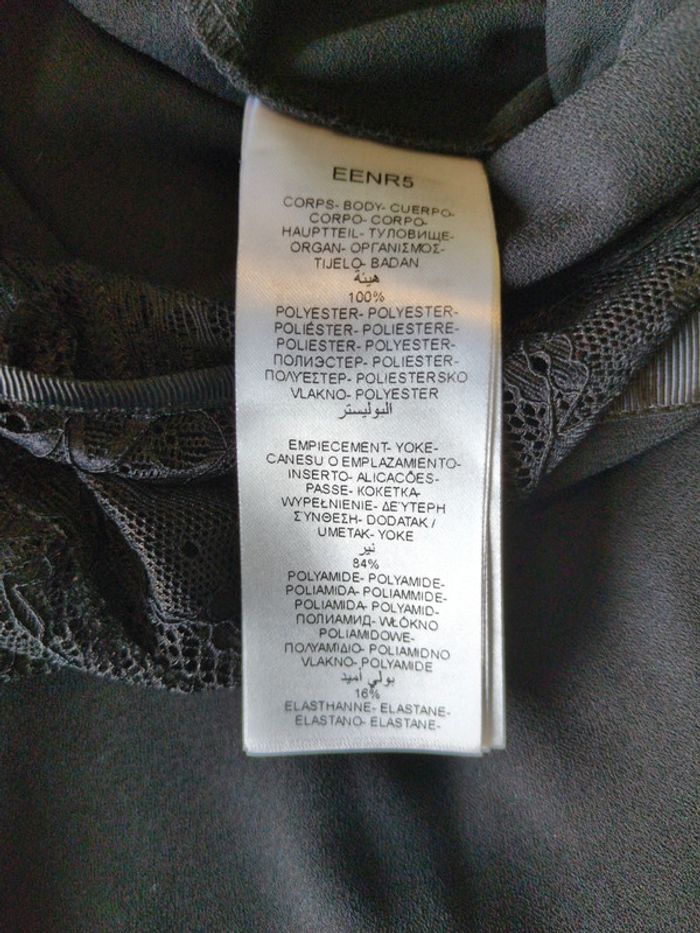 EENR5
CORPS- BODY- CUERPO-
CORPO- CORPO-
HAUPTTEIL- ТУЛОВИЩЕ-
ORGAN- ΟΡΓΑΝΙΣΜΟΣ-
TIJELO- BADAN
هيئة
100%
POLYESTER- POLYESTER-
POLIÉSTER- POLIESTERE-
POLIÉSTER- POLYESTER-
ПОЛИЭСТЕР- POLIESTER-
ΠΟΛΥΕΣΤΕΡ- POLIESTERSKO
VLAKNO- POLYESTER
البوليستر
EMPIECEMENT- YOKE-
CANESU O EMPLAZAMIENTO-
INSERTO- ALICACÕES-
PASSE- КОКЕТКА-
WYPEŁNIENIE- ΔΕΎΤΕΡΗ
ΣΥΝΘΕΣΗ- DODATAK /
UMETAK- YOKE
نير
84%
POLYAMIDE- POLYAMIDE-
POLIAMIDA- POLIAMMIDE-
POLIAMIDA- POLYAMID-
ПОЛИАМИД- WŁÓKNO
POLIAMIDOWE-
ΠΟΛΥΑΜΙΔΙΟ- POLIAMIDNO
VLAKNO- POLYAMIDE
بولي أميد
16%
ELASTHANNE- ELASTANE-
ELASTANO- ELASTANE-